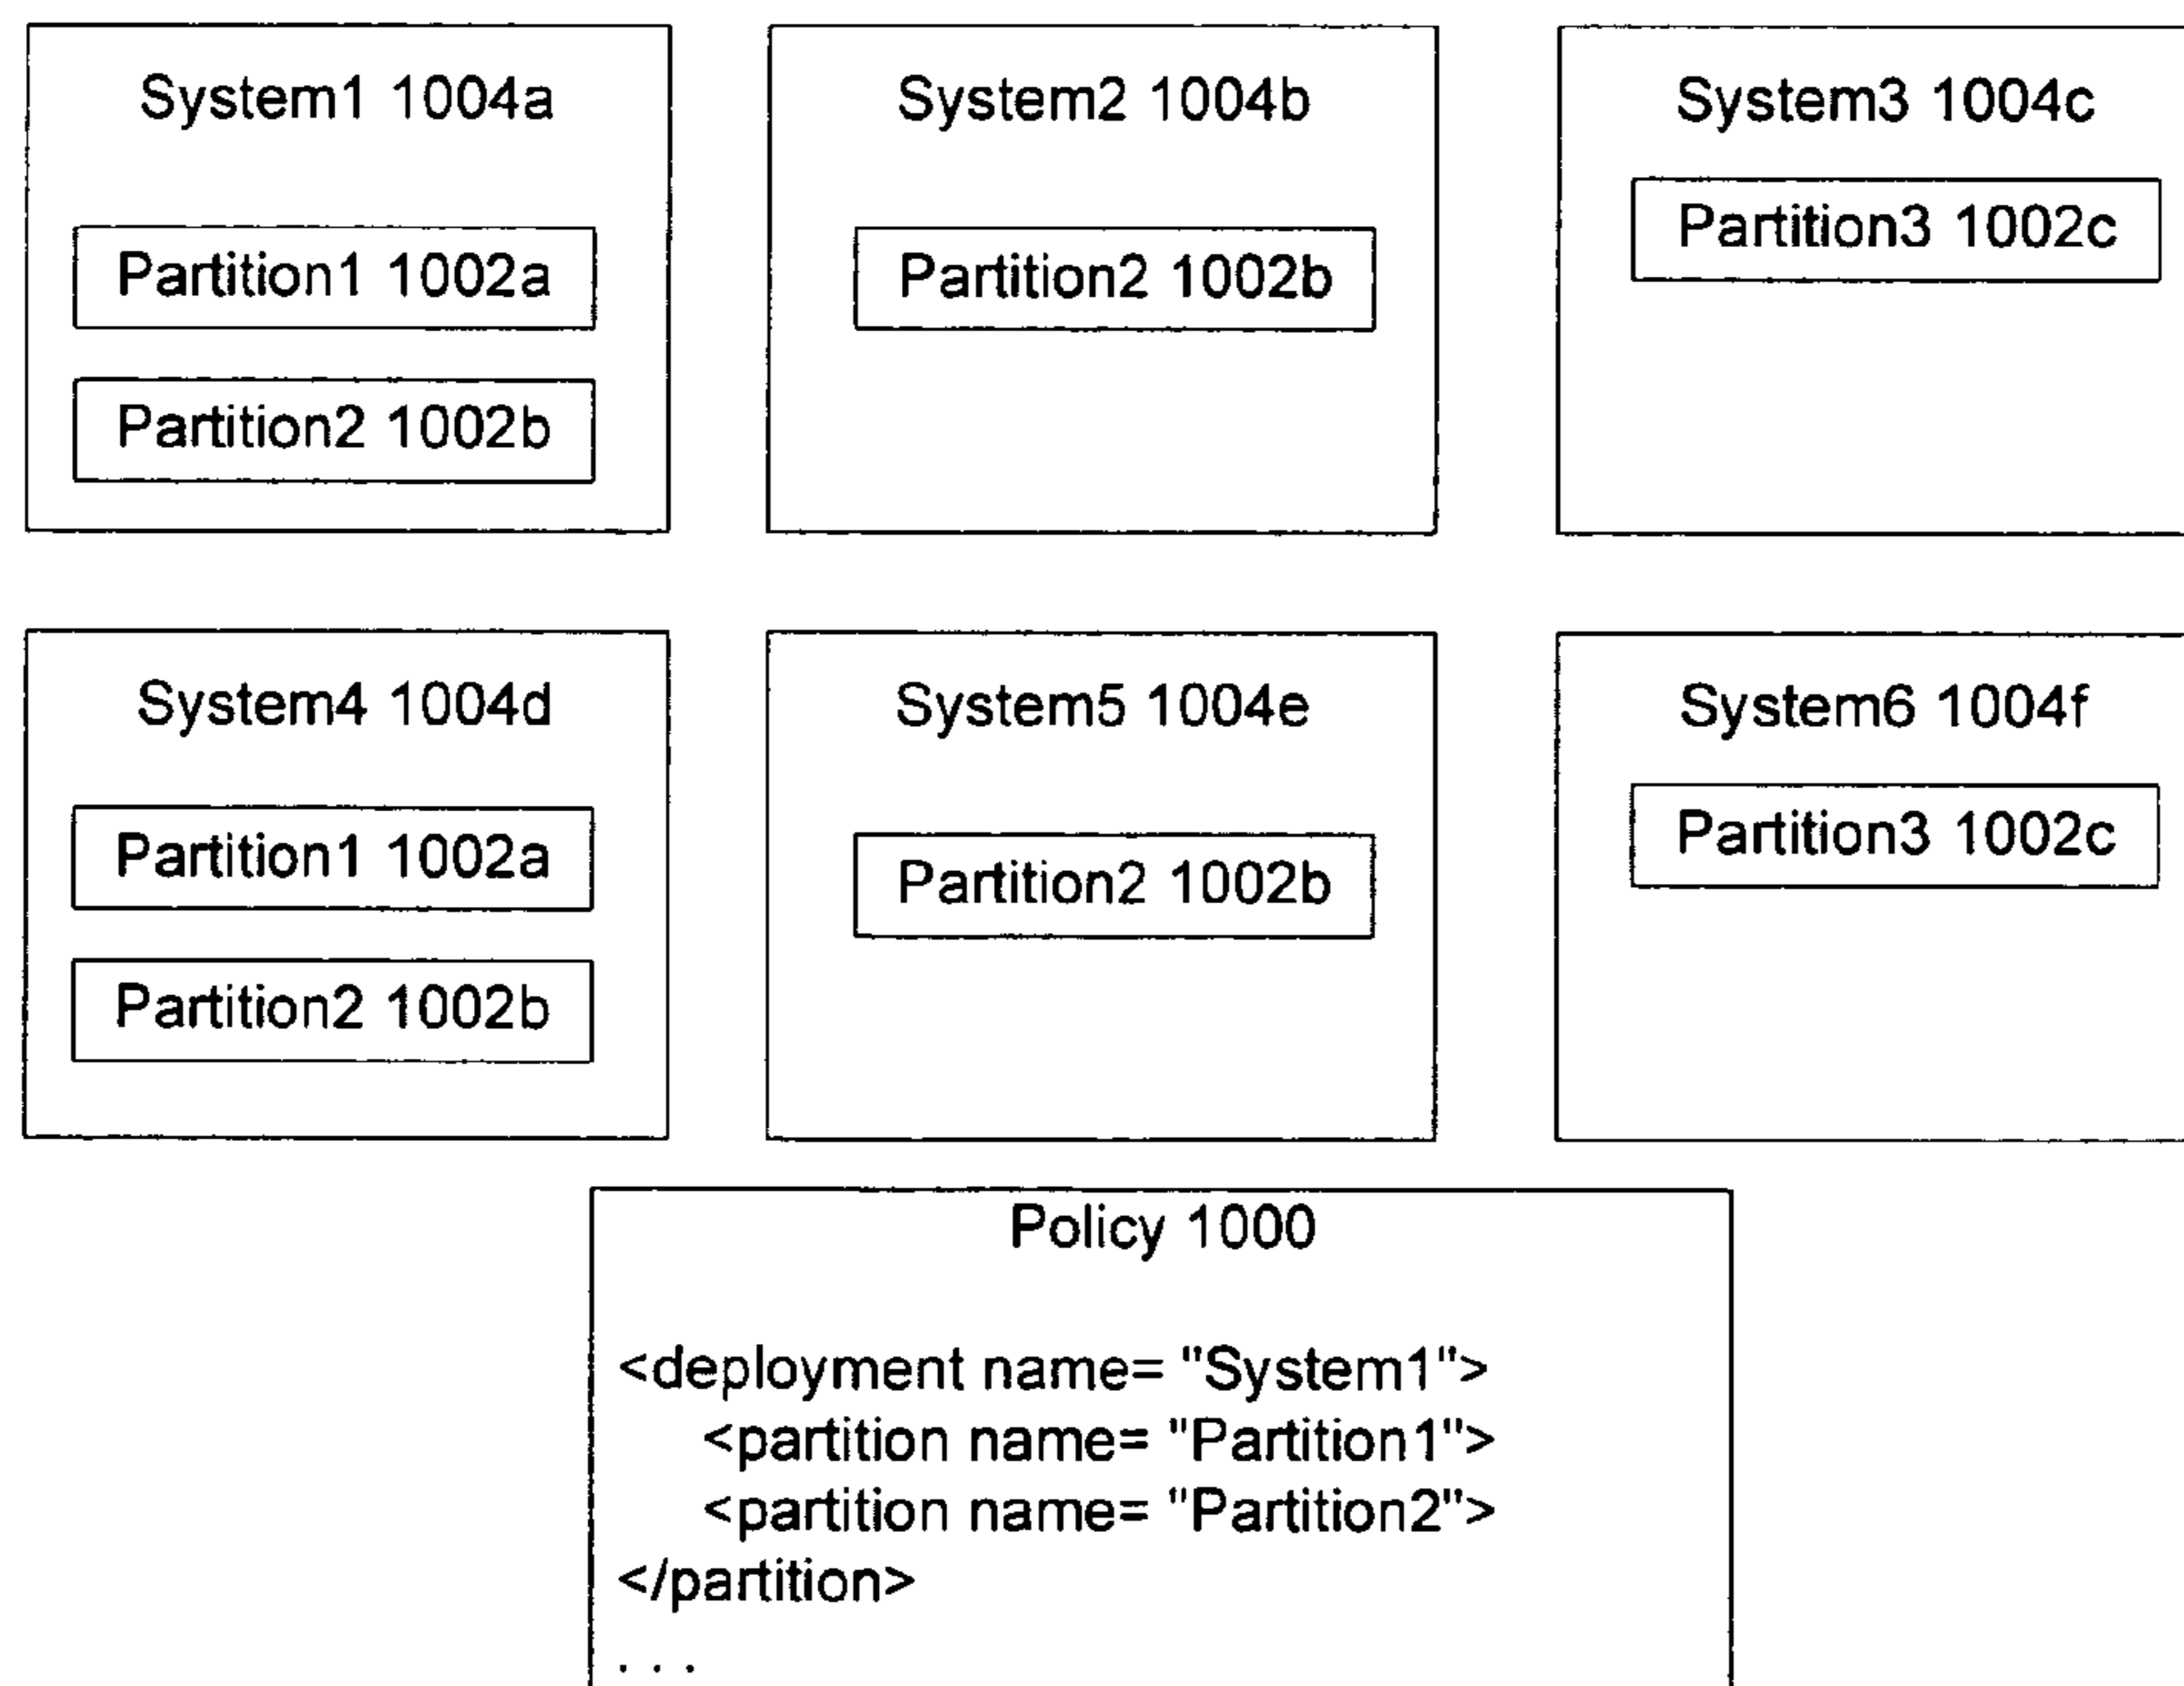 System1 1004a
Partition1 1002a
Partition2 1002b
System2 1004b
Partition2 1002b
System3 1004c
Partition3 1002c
System4 1004d
Partition1 1002a
Partition2 1002b
System5 1004e
Partition2 1002b
System6 1004f
Partition3 1002c
Policy 1000
<deployment name= "System1">
<partition name= "Partition1">
<partition name= "Partition2">
</partition>
. . .